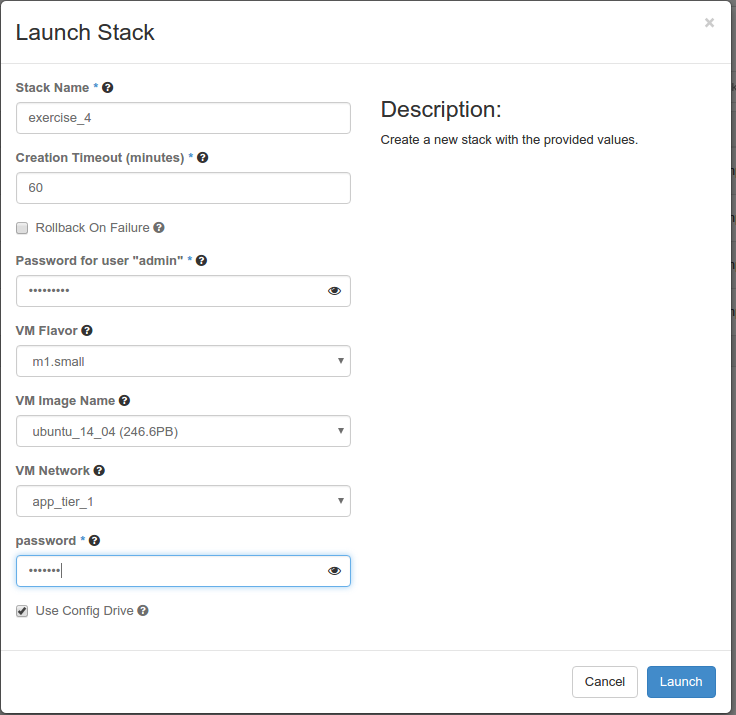 Launch Stack
×
Stack Name * ?
exercise_4
Creation Timeout (minutes) * ?
60
Rollback On Failure ?
Password for user "admin" * ?
•••••••••
VM Flavor ?
m1.small
VM Image Name ?
ubuntu_14_04 (246.6PB)
VM Network ?
app_tier_1
password * ?
•••••••
Use Config Drive ?
Description:
Create a new stack with the provided values.
Cancel
Launch